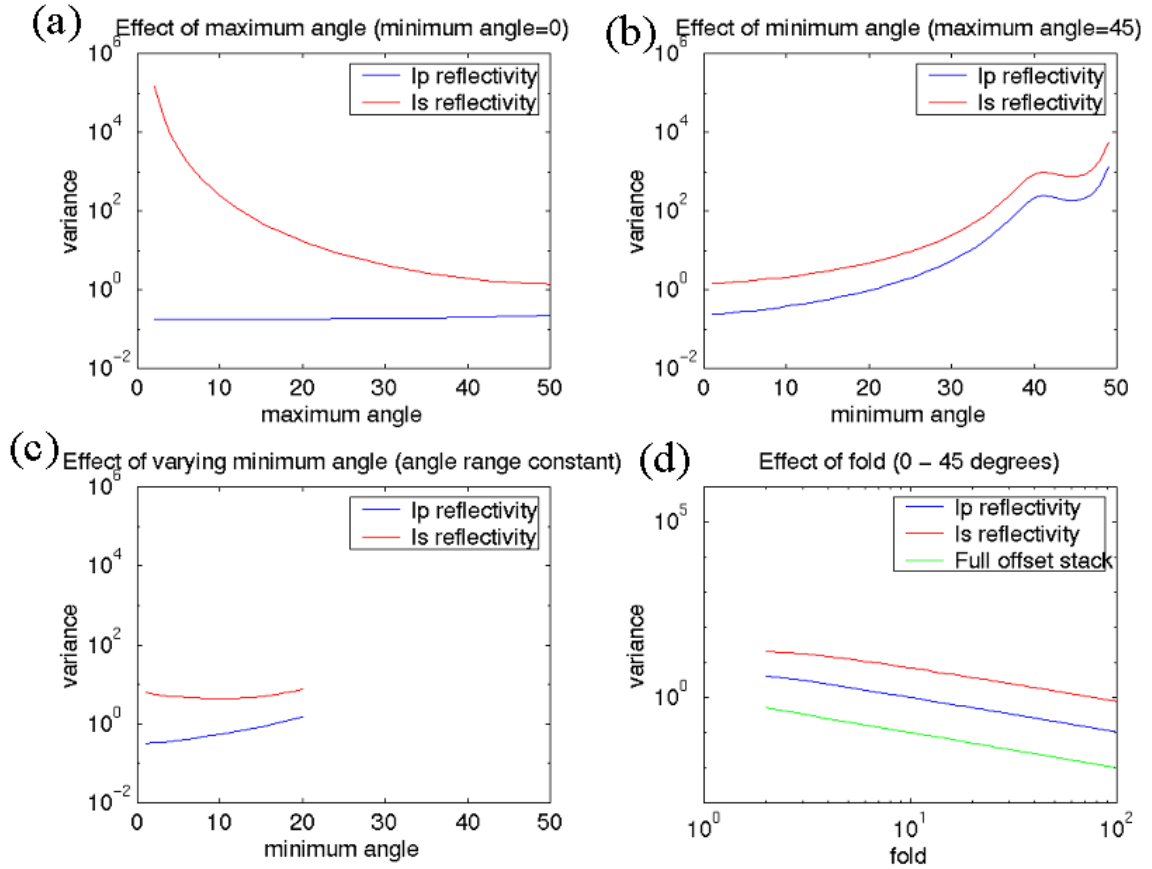 (a)
Effect of maximum angle (minimum angle=0)
10^6
10^4
10^2
10^0
10^-2
variance
Ip reflectivity
Is reflectivity
0 10 20 30 40 50
maximum angle
(b)
Effect of minimum angle (maximum angle=45)
10^6
10^4
10^2
10^0
10^-2
variance
Ip reflectivity
Is reflectivity
0 10 20 30 40 50
minimum angle
(c)
Effect of varying minimum angle (angle range constant)
10^6
10^4
10^2
10^0
10^-2
variance
Ip reflectivity
Is reflectivity
0 10 20 30 40 50
minimum angle
(d)
Effect of fold (0 – 45 degrees)
10^5
10^0
variance
Ip reflectivity
Is reflectivity
Full offset stack
10^0 10^1 10^2
fold